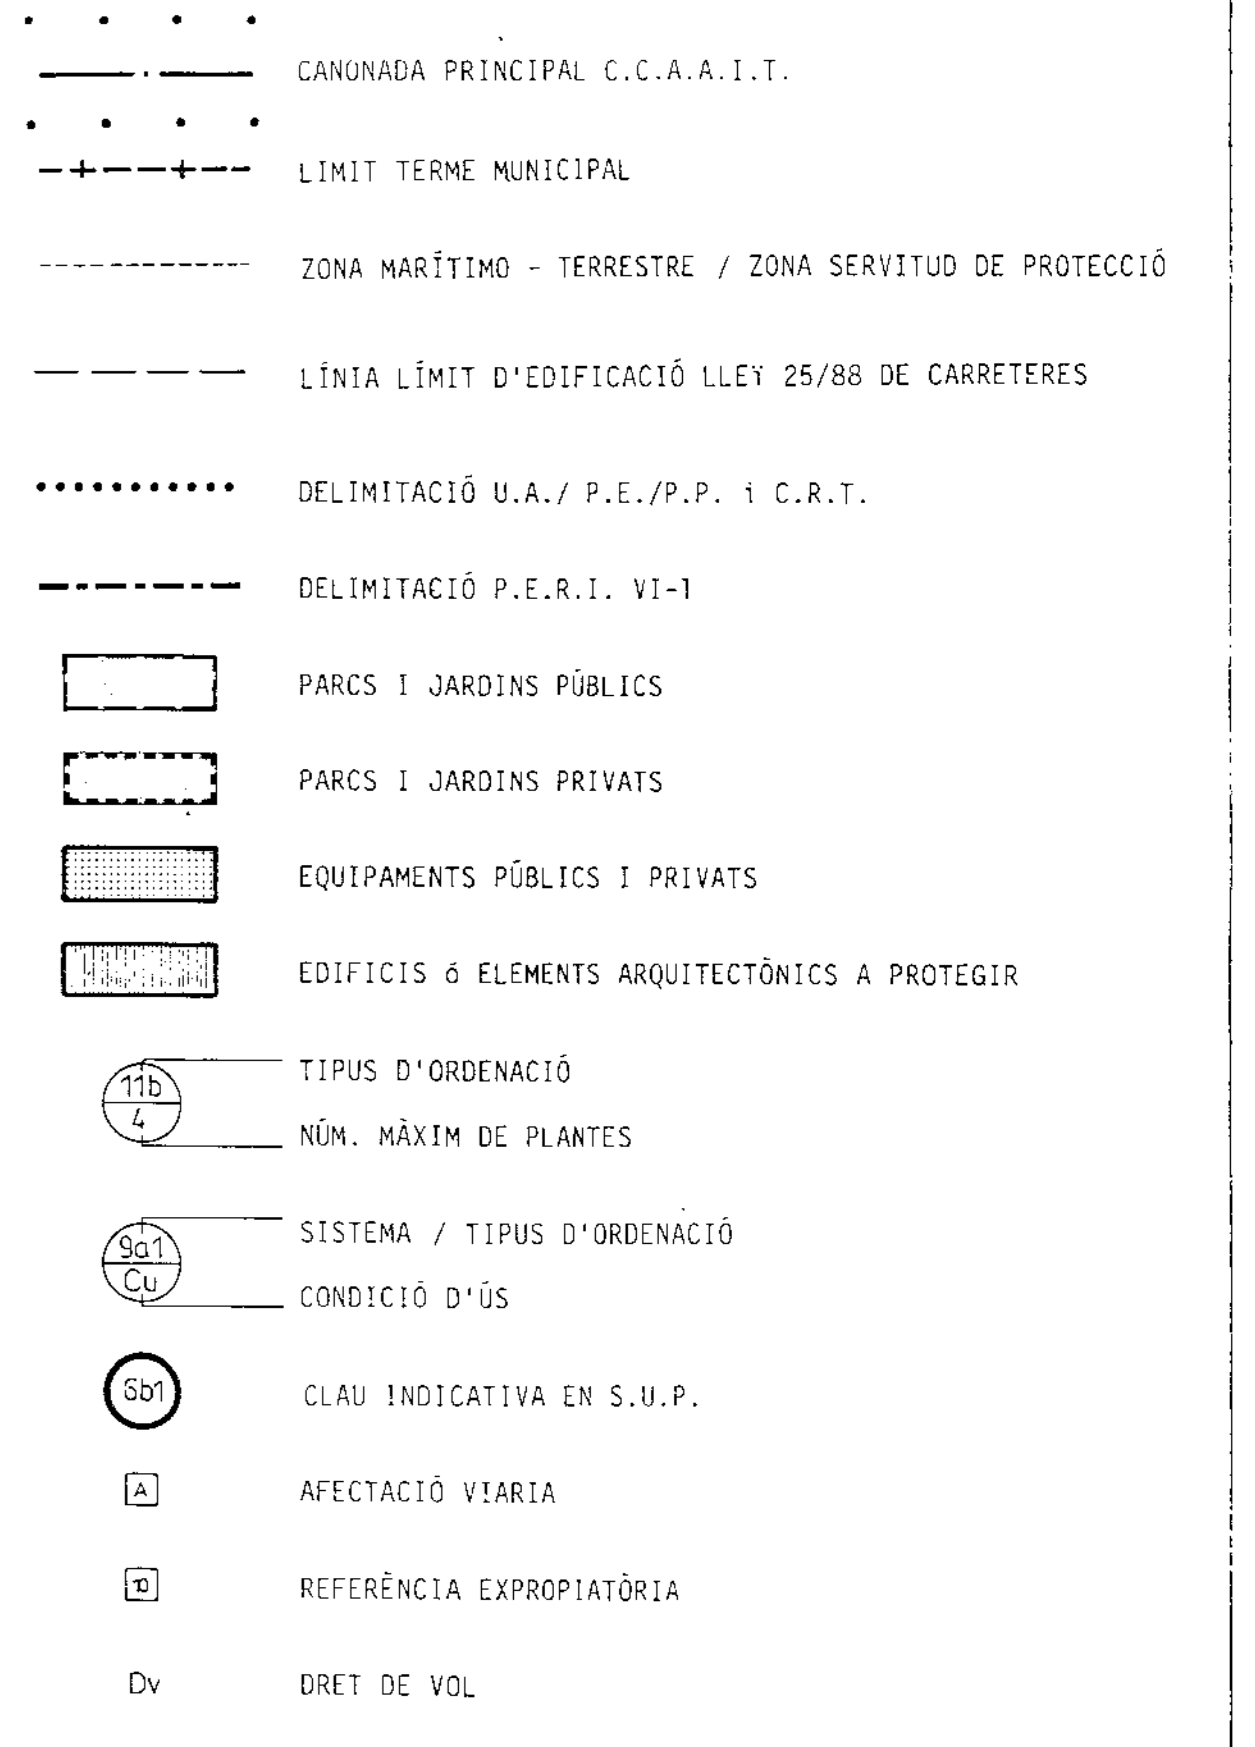 CANONADA PRINCIPAL C.C.A.A.I.T.
LIMIT TERME MUNICIPAL
ZONA MARÍTIMO - TERRESTRE / ZONA SERVITUD DE PROTECCIÓ
LÍNIA LÍMIT D'EDIFICACIÓ LLEY 25/88 DE CARRETERES
DELIMITACIÓ U.A./ P.E./P.P. i C.R.T.
DELIMITACIÓ P.E.R.I. VI-1
PARCS I JARDINS PÚBLICS
PARCS I JARDINS PRIVATS
EQUIPAMENTS PÚBLICS I PRIVATS
EDIFICIS ó ELEMENTS ARQUITECTÒNICS A PROTEGIR
11b TIPUS D'ORDENACIÓ
4 NÚM. MÀXIM DE PLANTES
9a1 SISTEMA / TIPUS D'ORDENACIÓ
Cu CONDICIÓ D'ÚS
6b1 CLAU INDICATIVA EN S.U.P.
A AFECTACIÓ VIARIA
REFERÈNCIA EXPROPIATÒRIA
Dv DRET DE VOL